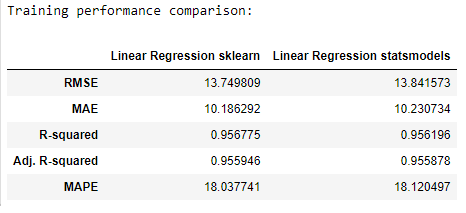 Training performance comparison:
Linear Regression sklearn Linear Regression statsmodels
RMSE 13.749809 13.841573
MAE 10.186292 10.230734
R-squared 0.956775 0.956196
Adj. R-squared 0.955946 0.955878
MAPE 18.037741 18.120497